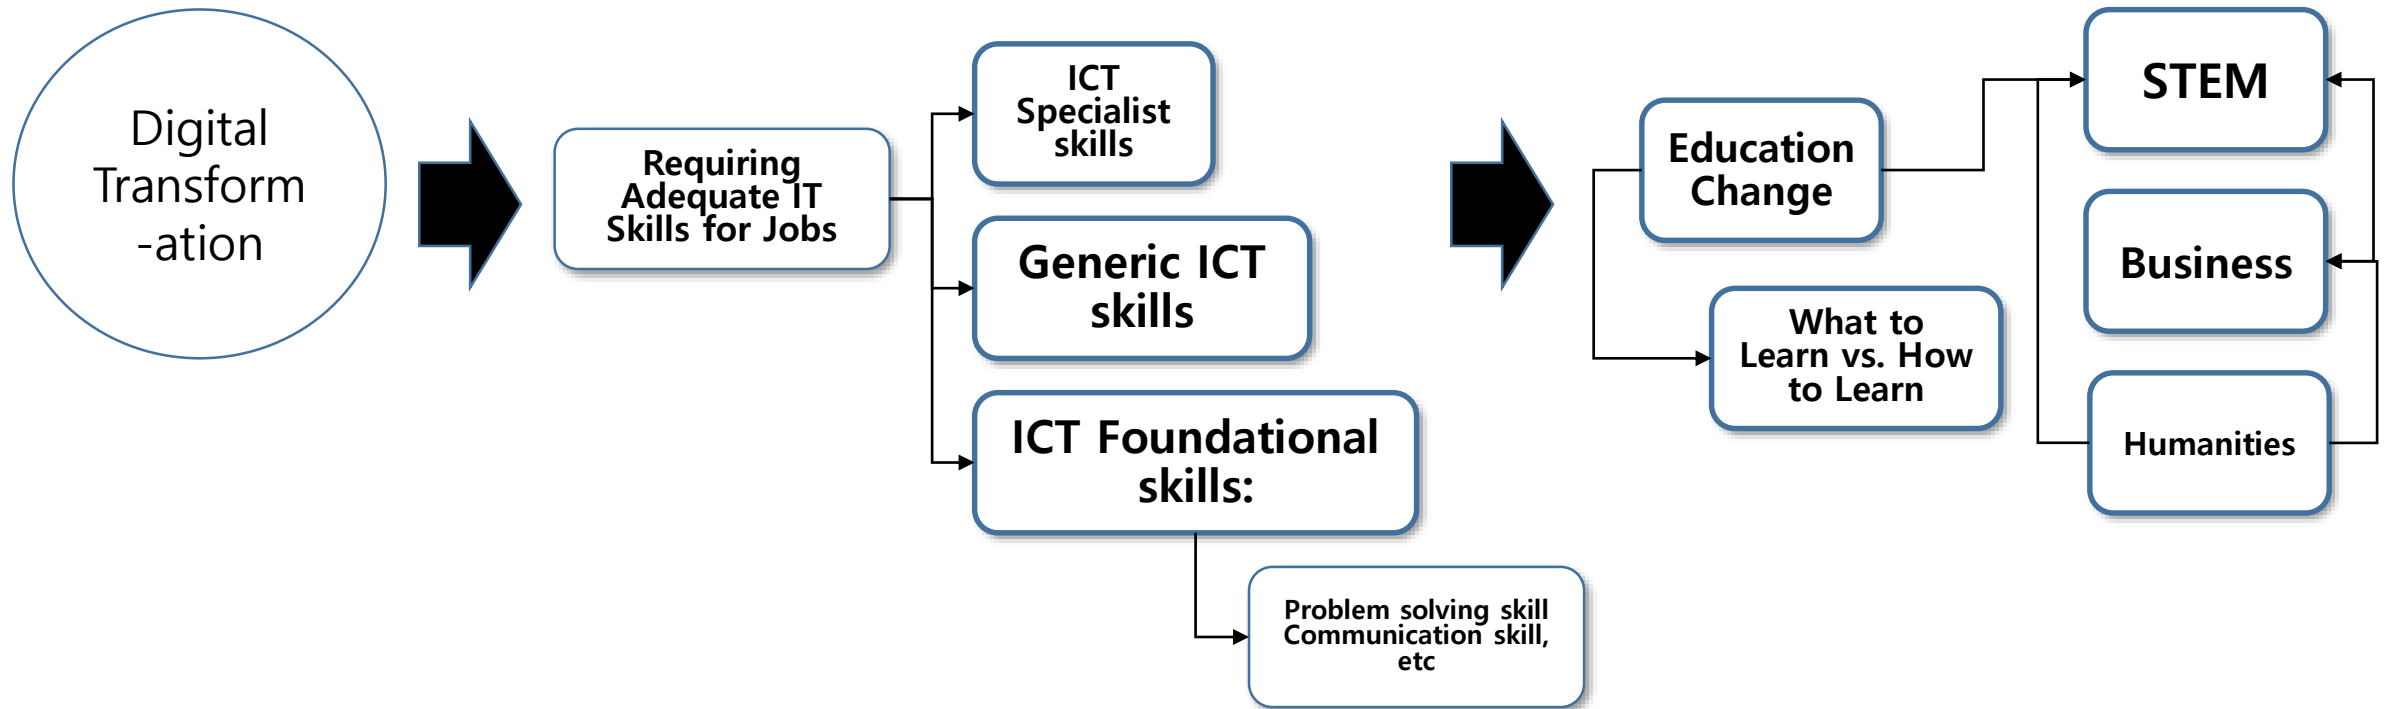 Digital
Transform
-ation
Requiring
Adequate IT
Skills for Jobs
ICT
Specialist
skills
Generic ICT
skills
ICT Foundational
skills:
Problem solving skill
Communication skill,
etc
Education
Change
What to
Learn vs. How
to Learn
STEM
Business
Humanities